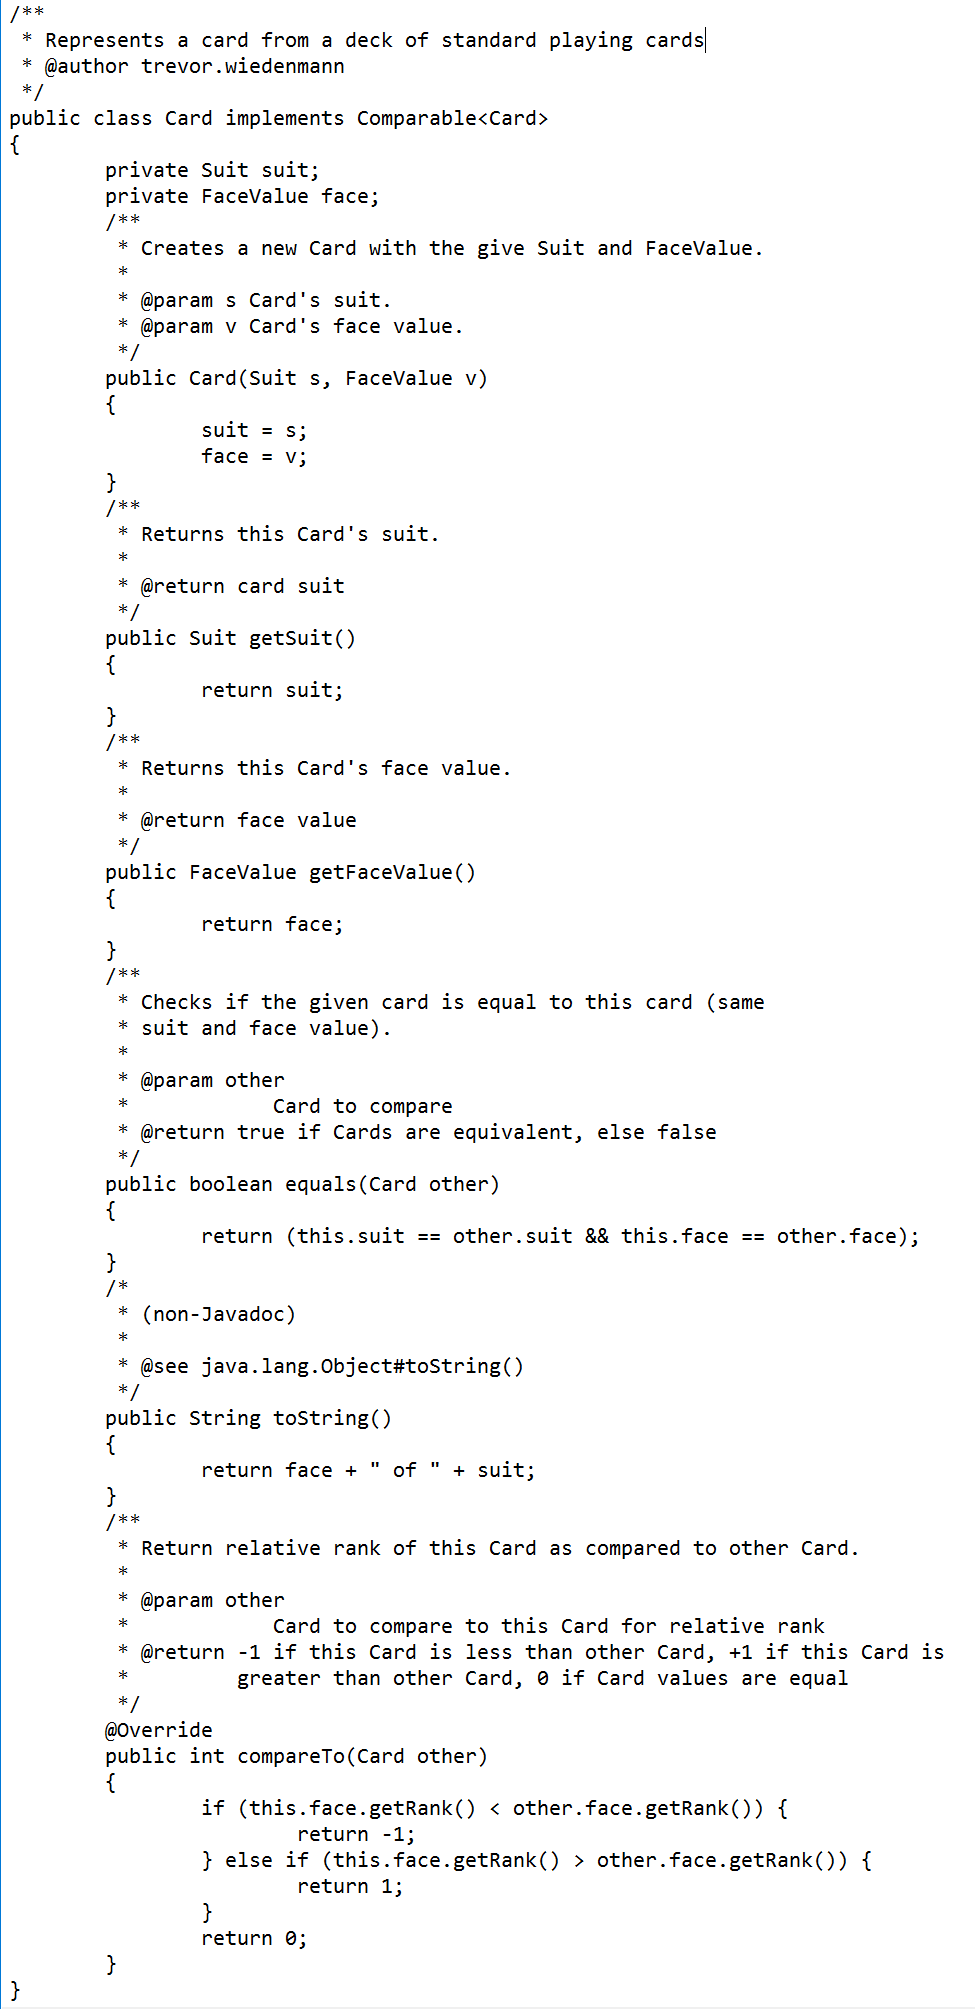 /**
 * Represents a card from a deck of standard playing cards
 * @author trevor.wiedenmann
 */
public class Card implements Comparable<Card>
{
        private Suit suit;
        private FaceValue face;
        /**
         * Creates a new Card with the give Suit and FaceValue.
         *
         * @param s Card's suit.
         * @param v Card's face value.
         */
        public Card(Suit s, FaceValue v)
        {
                suit = s;
                face = v;
        }
        /**
         * Returns this Card's suit.
         *
         * @return card suit
         */
        public Suit getSuit()
        {
                return suit;
        }
        /**
         * Returns this Card's face value.
         *
         * @return face value
         */
        public FaceValue getFaceValue()
        {
                return face;
        }
        /**
         * Checks if the given card is equal to this card (same
         * suit and face value).
         *
         * @param other
         *            Card to compare
         * @return true if Cards are equivalent, else false
         */
        public boolean equals(Card other)
        {
                return (this.suit == other.suit && this.face == other.face);
        }
        /*
         * (non-Javadoc)
         *
         * @see java.lang.Object#toString()
         */
        public String toString()
        {
                return face + " of " + suit;
        }
        /**
         * Return relative rank of this Card as compared to other Card.
         *
         * @param other
         *            Card to compare to this Card for relative rank
         * @return -1 if this Card is less than other Card, +1 if this Card is
         *         greater than other Card, 0 if Card values are equal
         */
        @Override
        public int compareTo(Card other)
        {
                if (this.face.getRank() < other.face.getRank()) {
                        return -1;
                } else if (this.face.getRank() > other.face.getRank()) {
                        return 1;
                }
                return 0;
        }
}